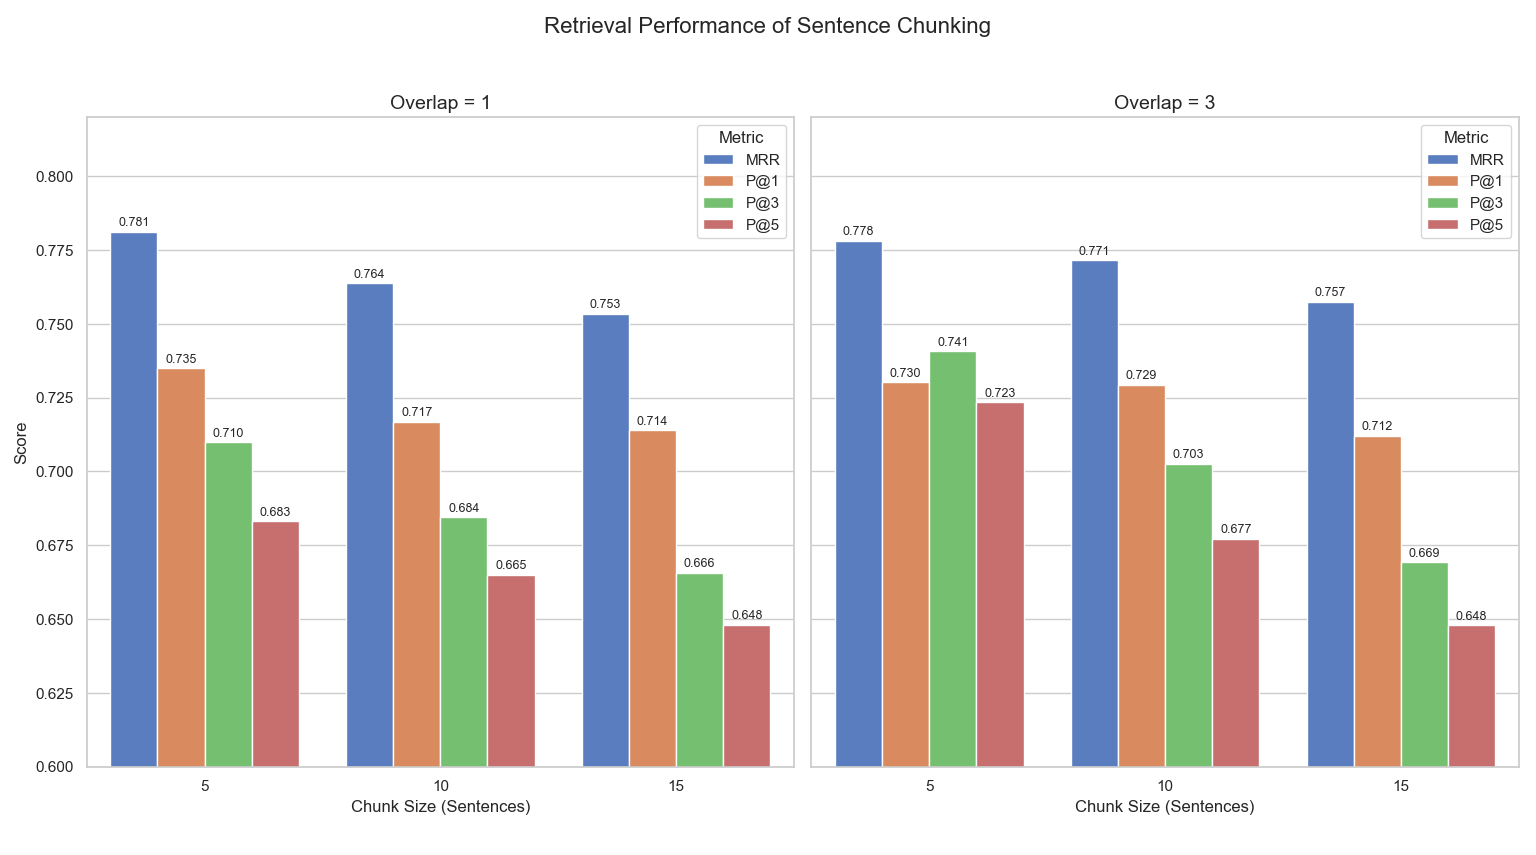 Retrieval Performance of Sentence Chunking
Overlap = 1
Score
0.800
0.775
0.750
0.725
0.700
0.675
0.650
0.625
0.600
Metric
MRR
P@1
P@3
P@5
0.781
0.735
0.710
0.683
0.764
0.717
0.684
0.665
0.753
0.714
0.666
0.648
5
10
15
Chunk Size (Sentences)
Overlap = 3
Metric
MRR
P@1
P@3
P@5
0.778
0.730
0.741
0.723
0.771
0.729
0.703
0.677
0.757
0.712
0.669
0.648
5
10
15
Chunk Size (Sentences)